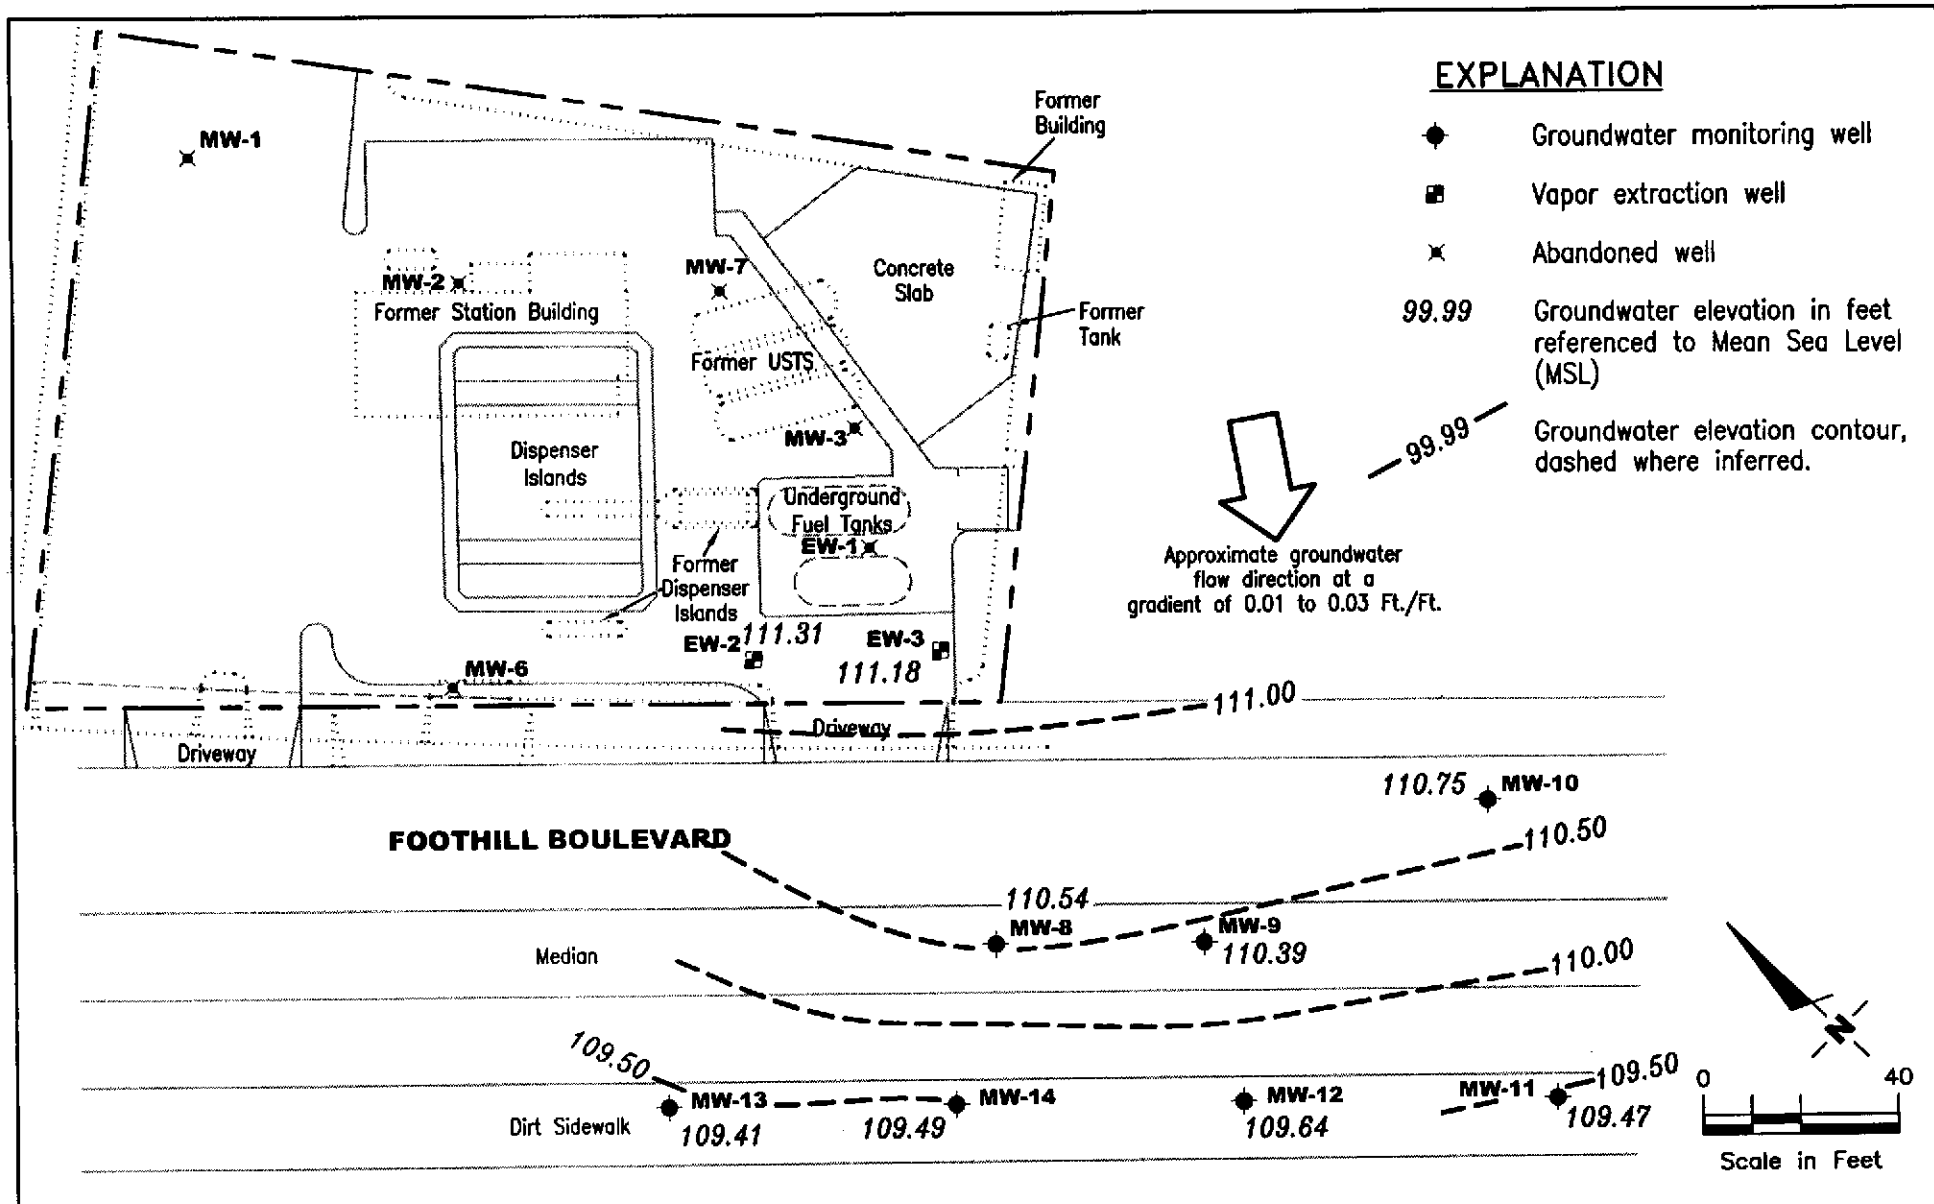 EXPLANATION
Groundwater monitoring well
Vapor extraction well
Abandoned well
99.99
Groundwater elevation in feet
referenced to Mean Sea Level
(MSL)
99.99
Groundwater elevation contour,
dashed where inferred.
Approximate groundwater
flow direction at a
gradient of 0.01 to 0.03 Ft./Ft.
MW-1
Former
Building
MW-2
Former Station Building
MW-7
Concrete
Slab
Former
Tank
Former USTS
MW-3
Dispenser
Islands
Underground
Fuel Tanks
EW-1
Former
Dispenser
Islands
EW-2
111.31
EW-3
111.18
MW-6
Driveway
Driveway
111.00
110.75
MW-10
FOOTHILL BOULEVARD
110.50
110.54
MW-8
MW-9
110.39
Median
110.00
109.50
MW-13
109.41
MW-14
109.49
MW-12
109.64
MW-11
109.50
109.47
Dirt Sidewalk
N
0 40
Scale in Feet